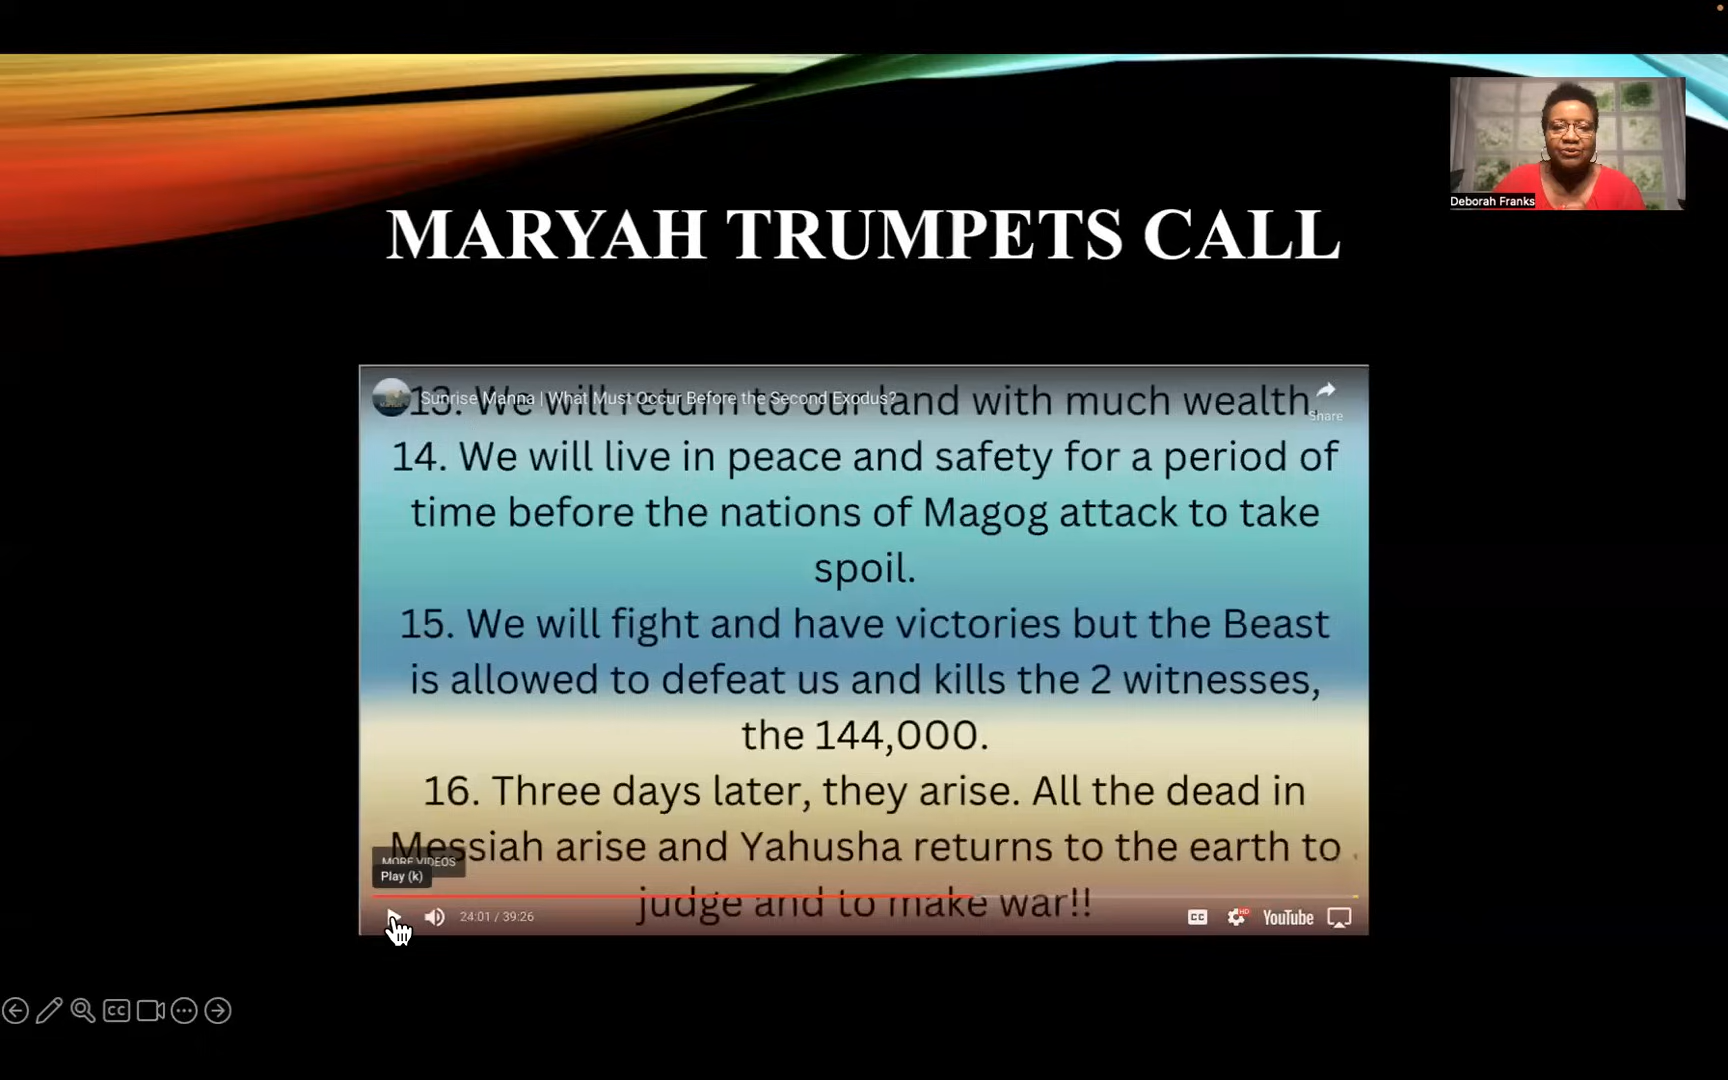 Deborah Franks
MARYAH TRUMPETS CALL
Sunrise Manna | What Must Occur Before the Second Exodus?
Share
13. We will return to our land with much wealth.
14. We will live in peace and safety for a period of
time before the nations of Magog attack to take
spoil.
15. We will fight and have victories but the Beast
is allowed to defeat us and kills the 2 witnesses,
the 144,000.
16. Three days later, they arise. All the dead in
Messiah arise and Yahusha returns to the earth to
judge and to make war!!
MORE VIDEOS
Play (k)
24:01 / 39:26
CC
HD
YouTube
CC